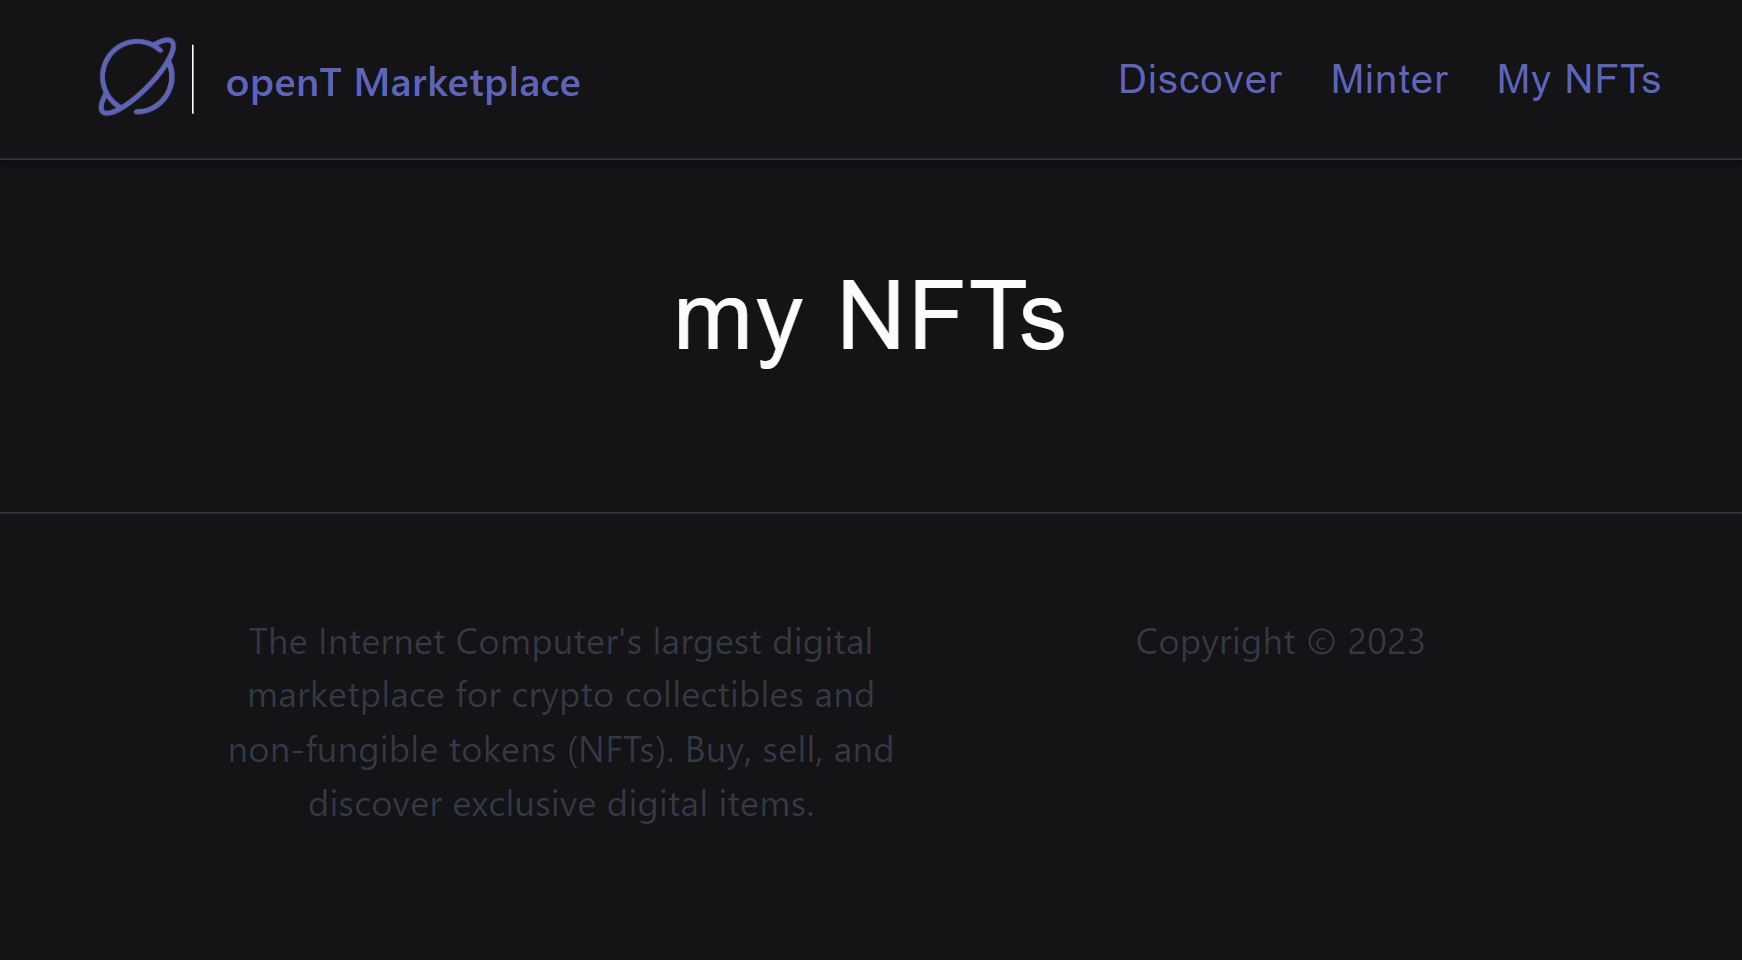 openT Marketplace
Discover Minter My NFTs
my NFTs
The Internet Computer's largest digital
marketplace for crypto collectibles and
non-fungible tokens (NFTs). Buy, sell, and
discover exclusive digital items.
Copyright © 2023